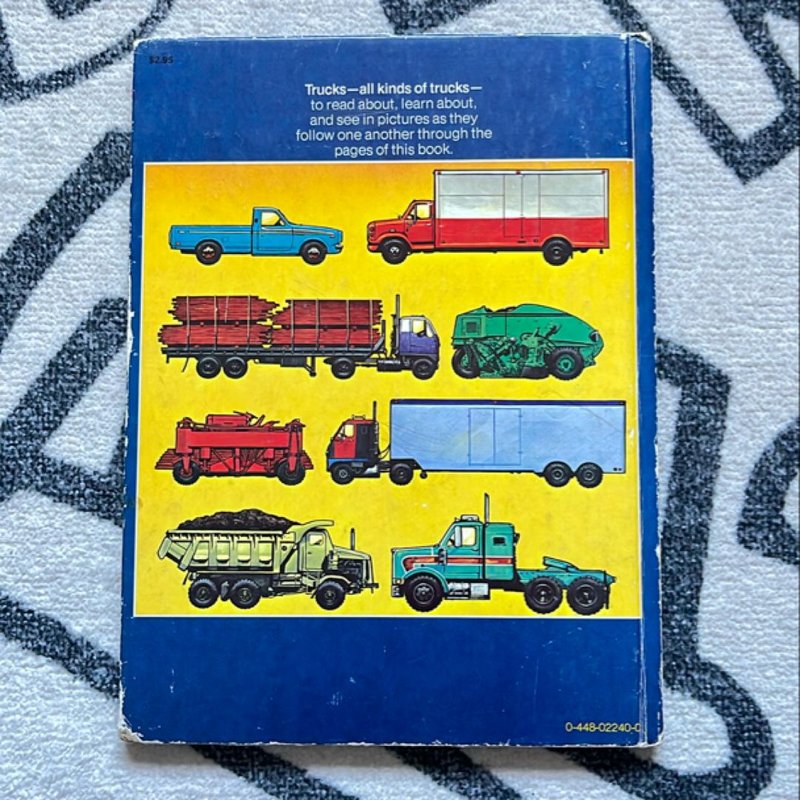 $2.95
Trucks—all kinds of trucks—
to read about, learn about,
and see in pictures as they
follow one another through the
pages of this book.
0-448-02240-0